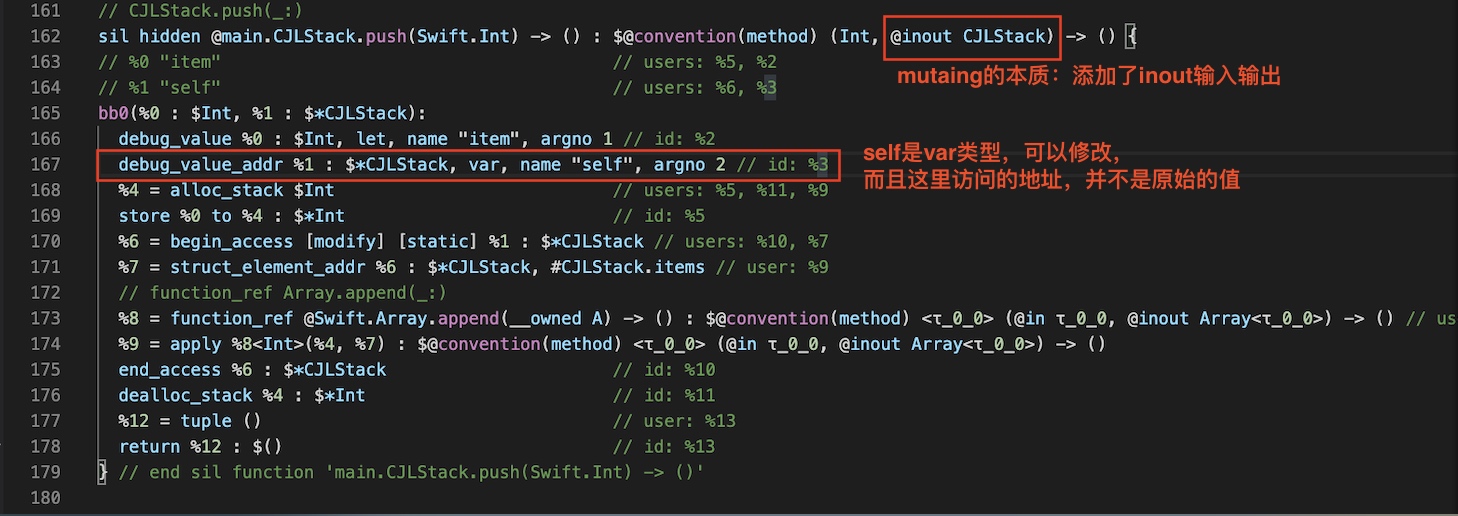 161 // CJLStack.push(_:)
162 sil hidden @main.CJLStack.push(Swift.Int) -> () : $@convention(method) (Int, @inout CJLStack) -> () {
mutaing的本质：添加了inout输入输出
163 // %0 "item" // users: %5, %2
164 // %1 "self" // users: %6, %3
165 bb0(%0 : $Int, %1 : $*CJLStack):
166 debug_value %0 : $Int, let, name "item", argno 1 // id: %2
167 debug_value_addr %1 : $*CJLStack, var, name "self", argno 2 // id: %3
self是var类型，可以修改，
而且这里访问的地址，并不是原始的值
168 %4 = alloc_stack $Int // users: %5, %11, %9
169 store %0 to %4 : $*Int // id: %5
170 %6 = begin_access [modify] [static] %1 : $*CJLStack // users: %10, %7
171 %7 = struct_element_addr %6 : $*CJLStack, #CJLStack.items // user: %9
172 // function_ref Array.append(_:)
173 %8 = function_ref @Swift.Array.append(__owned A) -> () : $@convention(method) <τ_0_0> (@in τ_0_0, @inout Array<τ_0_0>) -> () // us
174 %9 = apply %8<Int>(%4, %7) : $@convention(method) <τ_0_0> (@in τ_0_0, @inout Array<τ_0_0>) -> ()
175 end_access %6 : $*CJLStack // id: %10
176 dealloc_stack %4 : $*Int // id: %11
177 %12 = tuple () // user: %13
178 return %12 : $() // id: %13
179 } // end sil function 'main.CJLStack.push(Swift.Int) -> ()'
180